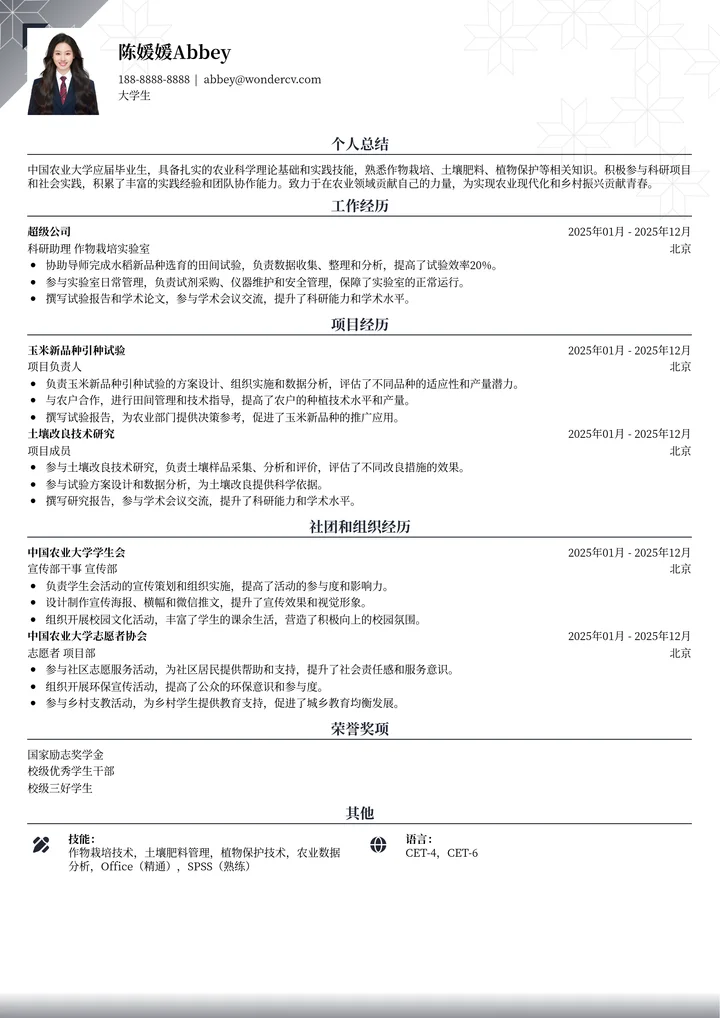 陈媛媛Abbey
188-8888-8888 | abbey@wondercv.com
大学生
个人总结
中国农业大学应届毕业生，具备扎实的农业科学理论基础和实践技能，熟悉作物栽培、土壤肥料、植物保护等相关知识。积极参与科研项目
和社会实践，积累了丰富的实践经验和团队协作能力。致力于在农业领域贡献自己的力量，为实现农业现代化和乡村振兴贡献青春。
工作经历
超级公司 2025年01月 - 2025年12月
科研助理 作物栽培实验室 北京
• 协助导师完成水稻新品种选育的田间试验，负责数据收集、整理和分析，提高了试验效率20%。
• 参与实验室日常管理，负责试剂采购、仪器维护和安全管理，保障了实验室的正常运行。
• 撰写试验报告和学术论文，参与学术会议交流，提升了科研能力和学术水平。
项目经历
玉米新品种引种试验 2025年01月 - 2025年12月
项目负责人 北京
• 负责玉米新品种引种试验的方案设计、组织实施和数据分析，评估了不同品种的适应性和产量潜力。
• 与农户合作，进行田间管理和技术指导，提高了农户的种植技术水平和产量。
• 撰写试验报告，为农业部门提供决策参考，促进了玉米新品种的推广应用。
土壤改良技术研究 2025年01月 - 2025年12月
项目成员 北京
• 参与土壤改良技术研究，负责土壤样品采集、分析和评价，评估了不同改良措施的效果。
• 参与试验方案设计和数据分析，为土壤改良提供科学依据。
• 撰写研究报告，参与学术会议交流，提升了科研能力和学术水平。
社团和组织经历
中国农业大学学生会 2025年01月 - 2025年12月
宣传部干事 宣传部 北京
• 负责学生会活动的宣传策划和组织实施，提高了活动的参与度和影响力。
• 设计制作宣传海报、横幅和微信推文，提升了宣传效果和视觉形象。
• 组织开展校园文化活动，丰富了学生的课余生活，营造了积极向上的校园氛围。
中国农业大学志愿者协会 2025年01月 - 2025年12月
志愿者 项目部 北京
• 参与社区志愿服务活动，为社区居民提供帮助和支持，提升了社会责任感和服务意识。
• 组织开展环保宣传活动，提高了公众的环保意识和参与度。
• 参与乡村支教活动，为乡村学生提供教育支持，促进了城乡教育均衡发展。
荣誉奖项
国家励志奖学金
校级优秀学生干部
校级三好学生
其他
技能：
作物栽培技术，土壤肥料管理，植物保护技术，农业数据
分析，Office（精通）,SPSS（熟练）
语言：
CET-4，CET-6